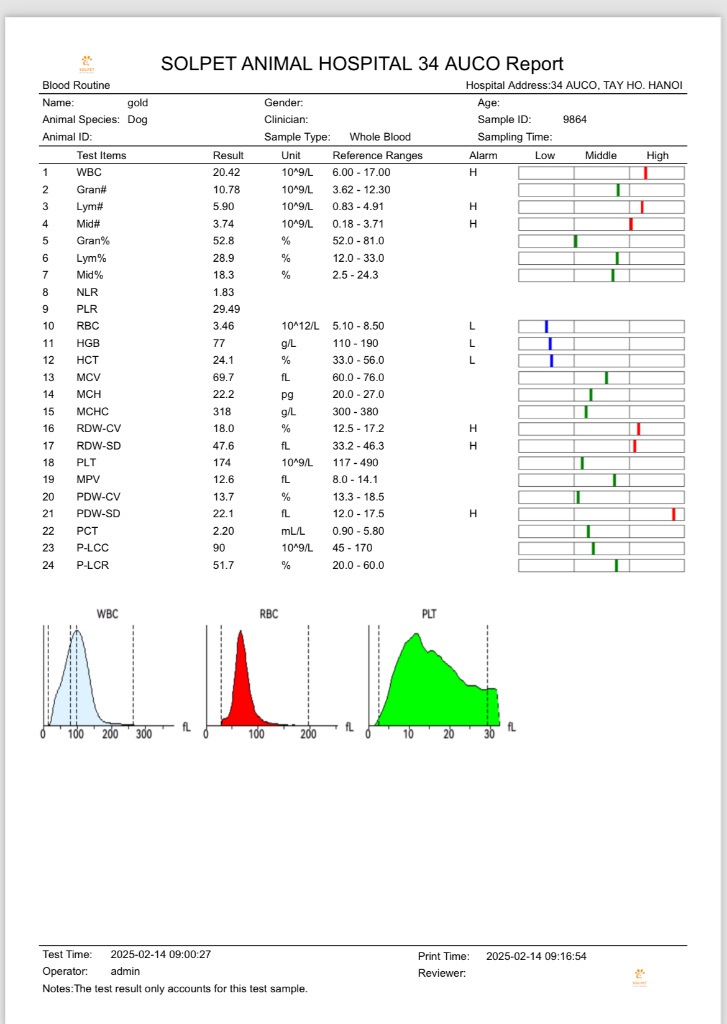 SOLPET ANIMAL HOSPITAL 34 AUCO Report
Blood Routine Hospital Address:34 AUCO, TAY HO. HANOI
Name: gold Gender: Age:
Animal Species: Dog Clinician: Sample ID: 9864
Animal ID: Sample Type: Whole Blood Sampling Time:
Test Items Result Unit Reference Ranges Alarm Low Middle High
1 WBC 20.42 10^9/L 6.00 - 17.00 H
2 Gran# 10.78 10^9/L 3.62 - 12.30
3 Lym# 5.90 10^9/L 0.83 - 4.91 H
4 Mid# 3.74 10^9/L 0.18 - 3.71 H
5 Gran% 52.8 % 52.0 - 81.0
6 Lym% 28.9 % 12.0 - 33.0
7 Mid% 18.3 % 2.5 - 24.3
8 NLR 1.83
9 PLR 29.49
10 RBC 3.46 10^12/L 5.10 - 8.50 L
11 HGB 77 g/L 110 - 190 L
12 HCT 24.1 % 33.0 - 56.0 L
13 MCV 69.7 fL 60.0 - 76.0
14 MCH 22.2 pg 20.0 - 27.0
15 MCHC 318 g/L 300 - 380
16 RDW-CV 18.0 % 12.5 - 17.2 H
17 RDW-SD 47.6 fL 33.2 - 46.3 H
18 PLT 174 10^9/L 117 - 490
19 MPV 12.6 fL 8.0 - 14.1
20 PDW-CV 13.7 % 13.3 - 18.5
21 PDW-SD 22.1 fL 12.0 - 17.5 H
22 PCT 2.20 mL/L 0.90 - 5.80
23 P-LCC 90 10^9/L 45 - 170
24 P-LCR 51.7 % 20.0 - 60.0
WBC RBC PLT
0 100 200 300 fL 0 100 200 fL 0 10 20 30 fL
Test Time: 2025-02-14 09:00:27 Print Time: 2025-02-14 09:16:54
Operator: admin Reviewer:
Notes:The test result only accounts for this test sample.